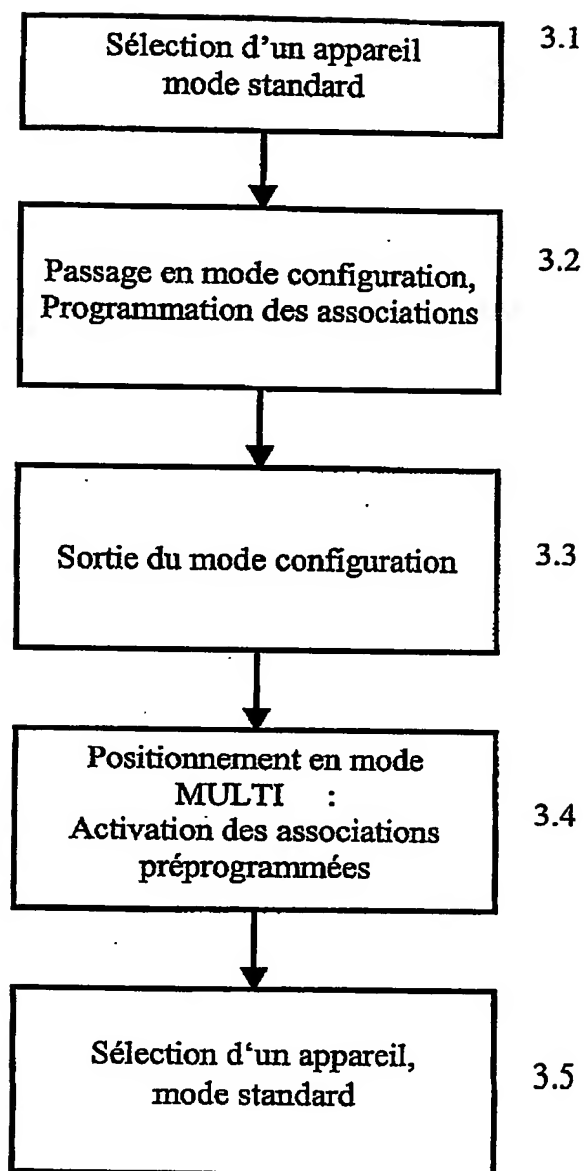 Sélection d'un appareil
mode standard
3.1
Passage en mode configuration,
Programmation des associations
3.2
Sortie du mode configuration
3.3
Positionnement en mode
MULTI :
Activation des associations
préprogrammées
3.4
Sélection d‘un appareil,
mode standard
3.5